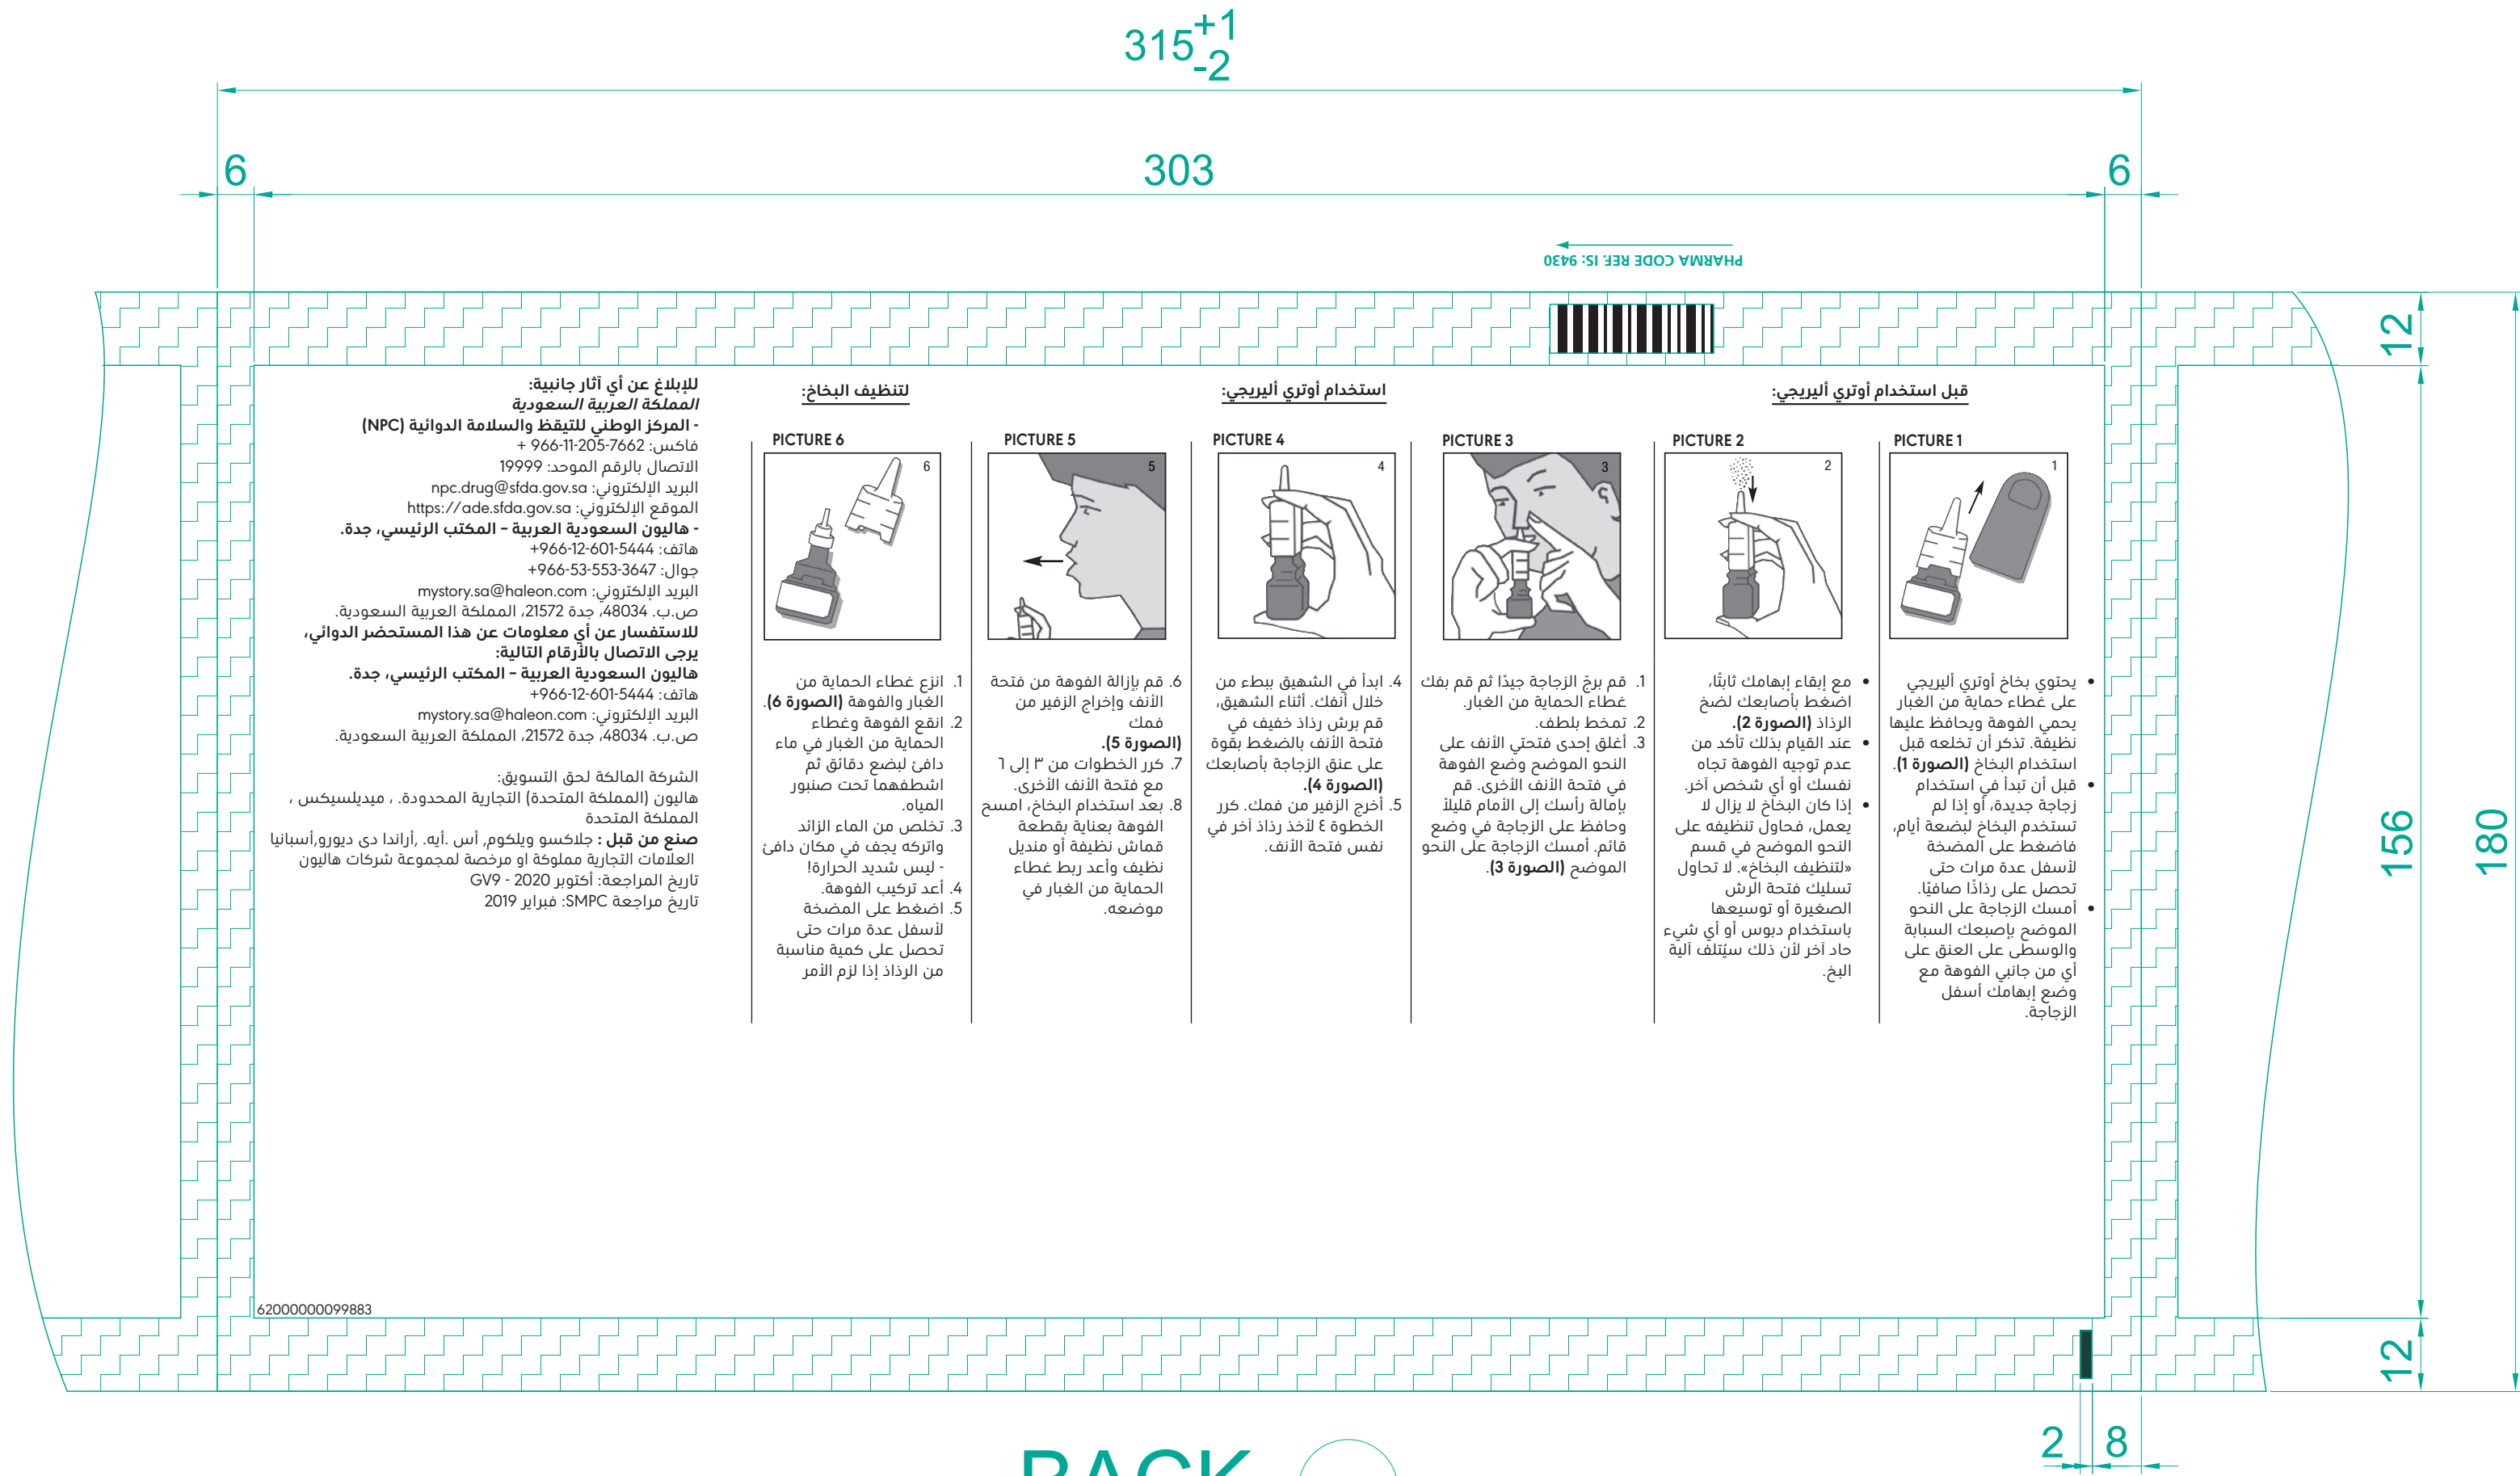 315 +1 -2
6
303
6
PHARMA CODE REF. IS: 9430
12
156
180
12
قبل استخدام أوتري أليريجي:
PICTURE 1
1
• يحتوي بخاخ أوتري أليريجي
على غطاء حماية من الغبار
يحمي الفوهة ويحافظ عليها
نظيفة. تذكر أن تخلعه قبل
استخدام البخاخ (الصورة 1).
• قبل أن تبدأ في استخدام
زجاجة جديدة، أو إذا لم
تستخدم البخاخ لبضعة أيام،
فاضغط على المضخة
لأسفل عدة مرات حتى
تحصل على رذاذًا صافيًا.
• أمسك الزجاجة على النحو
الموضح بإصبعك السبابة
والوسطى على العنق على
أي من جانبي الفوهة مع
وضع إبهامك أسفل
الزجاجة.
PICTURE 2
2
• مع إبقاء إبهامك ثابتًا،
اضغط بأصابعك لضخ
الرذاذ (الصورة 2).
• عند القيام بذلك تأكد من
عدم توجيه الفوهة تجاه
نفسك أو أي شخص آخر.
• إذا كان البخاخ لا يزال لا
يعمل، فحاول تنظيفه على
النحو الموضح في قسم
«لتنظيف البخاخ». لا تحاول
تسليك فتحة الرش
الصغيرة أو توسيعها
باستخدام دبوس أو أي شيء
حاد آخر لأن ذلك سيُتلف آلية
البخ.
استخدام أوتري أليريجي:
PICTURE 3
3
1. قم برجّ الزجاجة جيدًا ثم قم بفك
غطاء الحماية من الغبار.
2. تمخط بلطف.
3. أغلق إحدى فتحتي الأنف على
النحو الموضح وضع الفوهة
في فتحة الأنف الأخرى. قم
بإمالة رأسك إلى الأمام قليلاً
وحافظ على الزجاجة في وضع
قائم. أمسك الزجاجة على النحو
الموضح (الصورة 3).
PICTURE 4
4
4. ابدأ في الشهيق ببطء من
خلال أنفك. أثناء الشهيق،
قم برش رذاذ خفيف في
فتحة الأنف بالضغط بقوة
على عنق الزجاجة بأصابعك
(الصورة 4).
5. أخرج الزفير من فمك. كرر
الخطوة ٤ لأخذ رذاذ آخر في
نفس فتحة الأنف.
PICTURE 5
5
6. قم بإزالة الفوهة من فتحة
الأنف وإخراج الزفير من
فمك
(الصورة 5).
7. كرر الخطوات من ٣ إلى ٦
مع فتحة الأنف الأخرى.
8. بعد استخدام البخاخ، امسح
الفوهة بعناية بقطعة
قماش نظيفة أو منديل
نظيف وأعد ربط غطاء
الحماية من الغبار في
موضعه.
لتنظيف البخاخ:
PICTURE 6
6
1. انزع غطاء الحماية من
الغبار والفوهة (الصورة 6).
2. انقع الفوهة وغطاء
الحماية من الغبار في ماء
دافئ لبضع دقائق ثم
اشطفهما تحت صنبور
المياه.
3. تخلص من الماء الزائد
واتركه يجف في مكان دافئ
- ليس شديد الحرارة!
4. أعد تركيب الفوهة.
5. اضغط على المضخة
لأسفل عدة مرات حتى
تحصل على كمية مناسبة
من الرذاذ إذا لزم الأمر
للإبلاغ عن أي آثار جانبية:
المملكة العربية السعودية
- المركز الوطني للتيقظ والسلامة الدوائية (NPC)
فاكس: 7662-205-11-966 +
الاتصال بالرقم الموحد: 19999
البريد الإلكتروني: npc.drug@sfda.gov.sa
الموقع الإلكتروني: https://ade.sfda.gov.sa
- هاليون السعودية العربية – المكتب الرئيسي، جدة.
هاتف: 5444-601-12-966+
جوال: 3647-553-53-966+
البريد الإلكتروني: mystory.sa@haleon.com
ص.ب. 48034، جدة 21572، المملكة العربية السعودية.
للاستفسار عن أي معلومات عن هذا المستحضر الدوائي،
يرجى الاتصال بالأرقام التالية:
هاليون السعودية العربية – المكتب الرئيسي، جدة.
هاتف: 5444-601-12-966+
البريد الإلكتروني: mystory.sa@haleon.com
ص.ب. 48034، جدة 21572، المملكة العربية السعودية.
الشركة المالكة لحق التسويق:
هاليون (المملكة المتحدة) التجارية المحدودة. ، ميديلسيكس ،
المملكة المتحدة
صنع من قبل : جلاكسو ويلكوم, أس .أيه. ,أراندا دى ديورو,أسبانيا
العلامات التجارية مملوكة او مرخصة لمجموعة شركات هاليون
تاريخ المراجعة: أكتوبر 2020 - GV9
تاريخ مراجعة SMPC: فبراير 2019
62000000099883
2
8
BACK